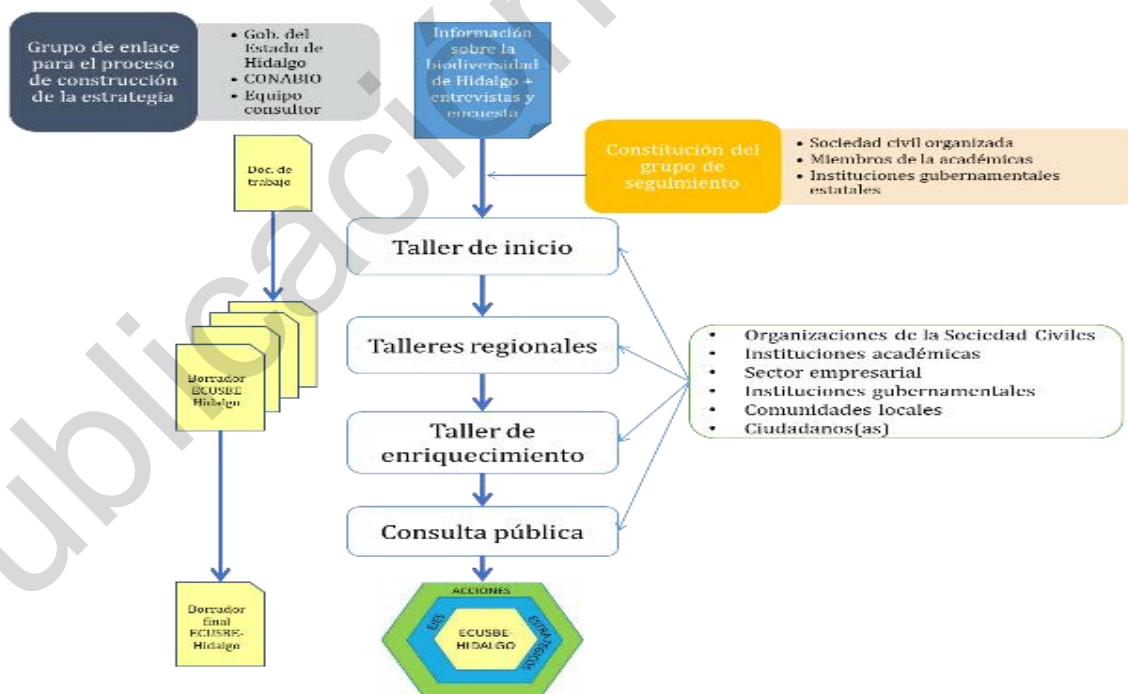 Grupo de enlace
para el proceso
de construcción
de la estrategia
• Gob. del
Estado de
Hidalgo
• CONABIO
• Equipo
consultor
Información
sobre la
biodiversidad
de Hidalgo +
entrevistas y
encuesta
Constitución del
grupo de
seguimiento
• Sociedad civil organizada
• Miembros de la académicas
• Instituciones gubernamentales
estatales
Doc. de
trabajo
Taller de inicio
Talleres regionales
Taller de
enriquecimiento
Consulta pública
• Organizaciones de la Sociedad Civiles
• Instituciones académicas
• Sector empresarial
• Instituciones gubernamentales
• Comunidades locales
• Ciudadanos(as)
Borrador
ECUSBE
Hidalgo
Borrador
final
ECUSBE-
Hidalgo
ACCIONES
EJES
ESTRATÉGICOS
ECUSBE-
HIDALGO
ublicación